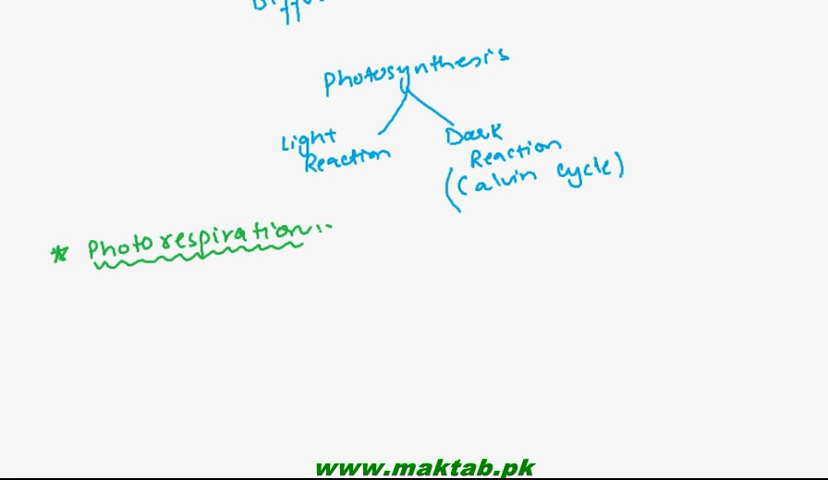 Photosynthesis
Light
Reaction
Dark
Reaction
(Calvin cycle)
* Photorespiration:.
www.maktab.pk